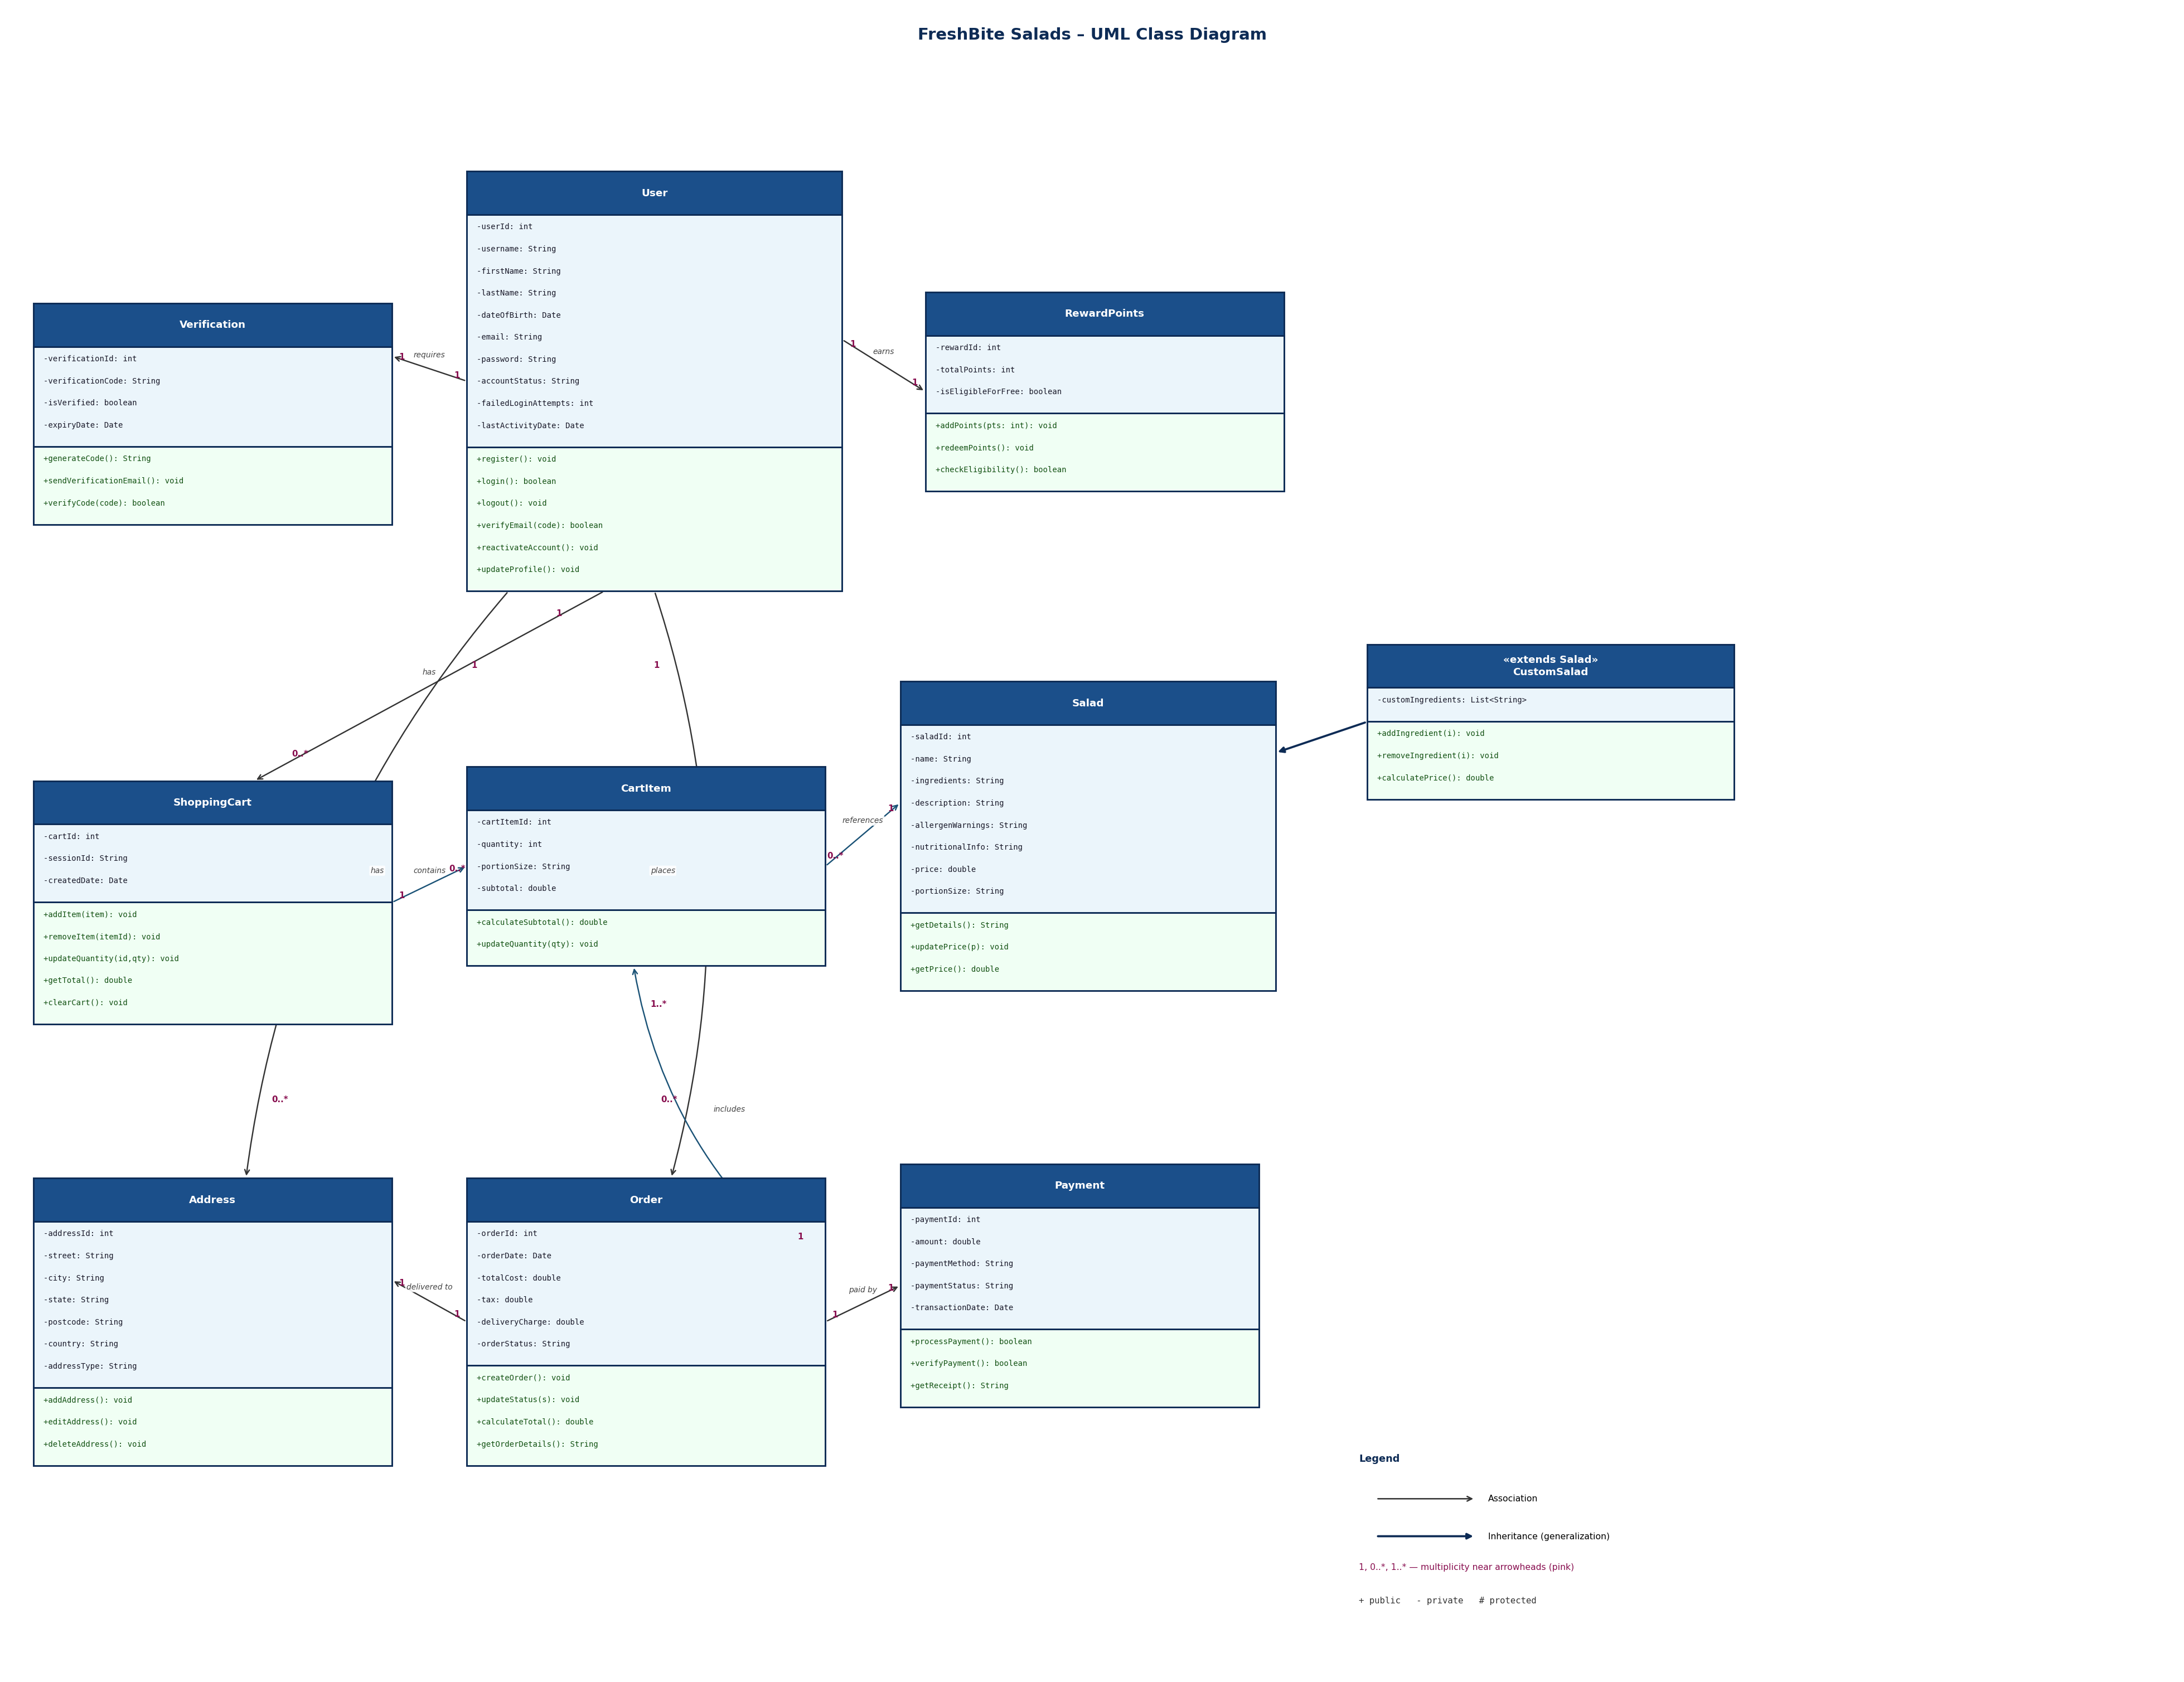 FreshBite Salads – UML Class Diagram
User
-userId: int
-username: String
-firstName: String
-lastName: String
-dateOfBirth: Date
-email: String
-password: String
-accountStatus: String
-failedLoginAttempts: int
-lastActivityDate: Date
+register(): void
+login(): boolean
+logout(): void
+verifyEmail(code): boolean
+reactivateAccount(): void
+updateProfile(): void
Verification
-verificationId: int
-verificationCode: String
-isVerified: boolean
-expiryDate: Date
+generateCode(): String
+sendVerificationEmail(): void
+verifyCode(code): boolean
1
requires
1
1
earns
1
RewardPoints
-rewardId: int
-totalPoints: int
-isEligibleForFree: boolean
+addPoints(pts: int): void
+redeemPoints(): void
+checkEligibility(): boolean
1
has
1
1
0..*
«extends Salad»
CustomSalad
-customIngredients: List<String>
+addIngredient(i): void
+removeIngredient(i): void
+calculatePrice(): double
Salad
-saladId: int
-name: String
-ingredients: String
-description: String
-allergenWarnings: String
-nutritionalInfo: String
-price: double
-portionSize: String
+getDetails(): String
+updatePrice(p): void
+getPrice(): double
ShoppingCart
-cartId: int
-sessionId: String
-createdDate: Date
+addItem(item): void
+removeItem(itemId): void
+updateQuantity(id,qty): void
+getTotal(): double
+clearCart(): void
has
contains
0..*
1
CartItem
-cartItemId: int
-quantity: int
-portionSize: String
-subtotal: double
places
+calculateSubtotal(): double
+updateQuantity(qty): void
references
1
0..*
1..*
0..*
0..*
includes
Address
-addressId: int
-street: String
-city: String
-state: String
-postcode: String
-country: String
-addressType: String
+addAddress(): void
+editAddress(): void
+deleteAddress(): void
1
delivered to
1
Order
-orderId: int
1
-orderDate: Date
-totalCost: double
-tax: double
-deliveryCharge: double
-orderStatus: String
+createOrder(): void
+updateStatus(s): void
+calculateTotal(): double
+getOrderDetails(): String
paid by
1
1
Payment
-paymentId: int
-amount: double
-paymentMethod: String
-paymentStatus: String
-transactionDate: Date
+processPayment(): boolean
+verifyPayment(): boolean
+getReceipt(): String
Legend
Association
Inheritance (generalization)
1, 0..*, 1..* — multiplicity near arrowheads (pink)
+ public   - private   # protected